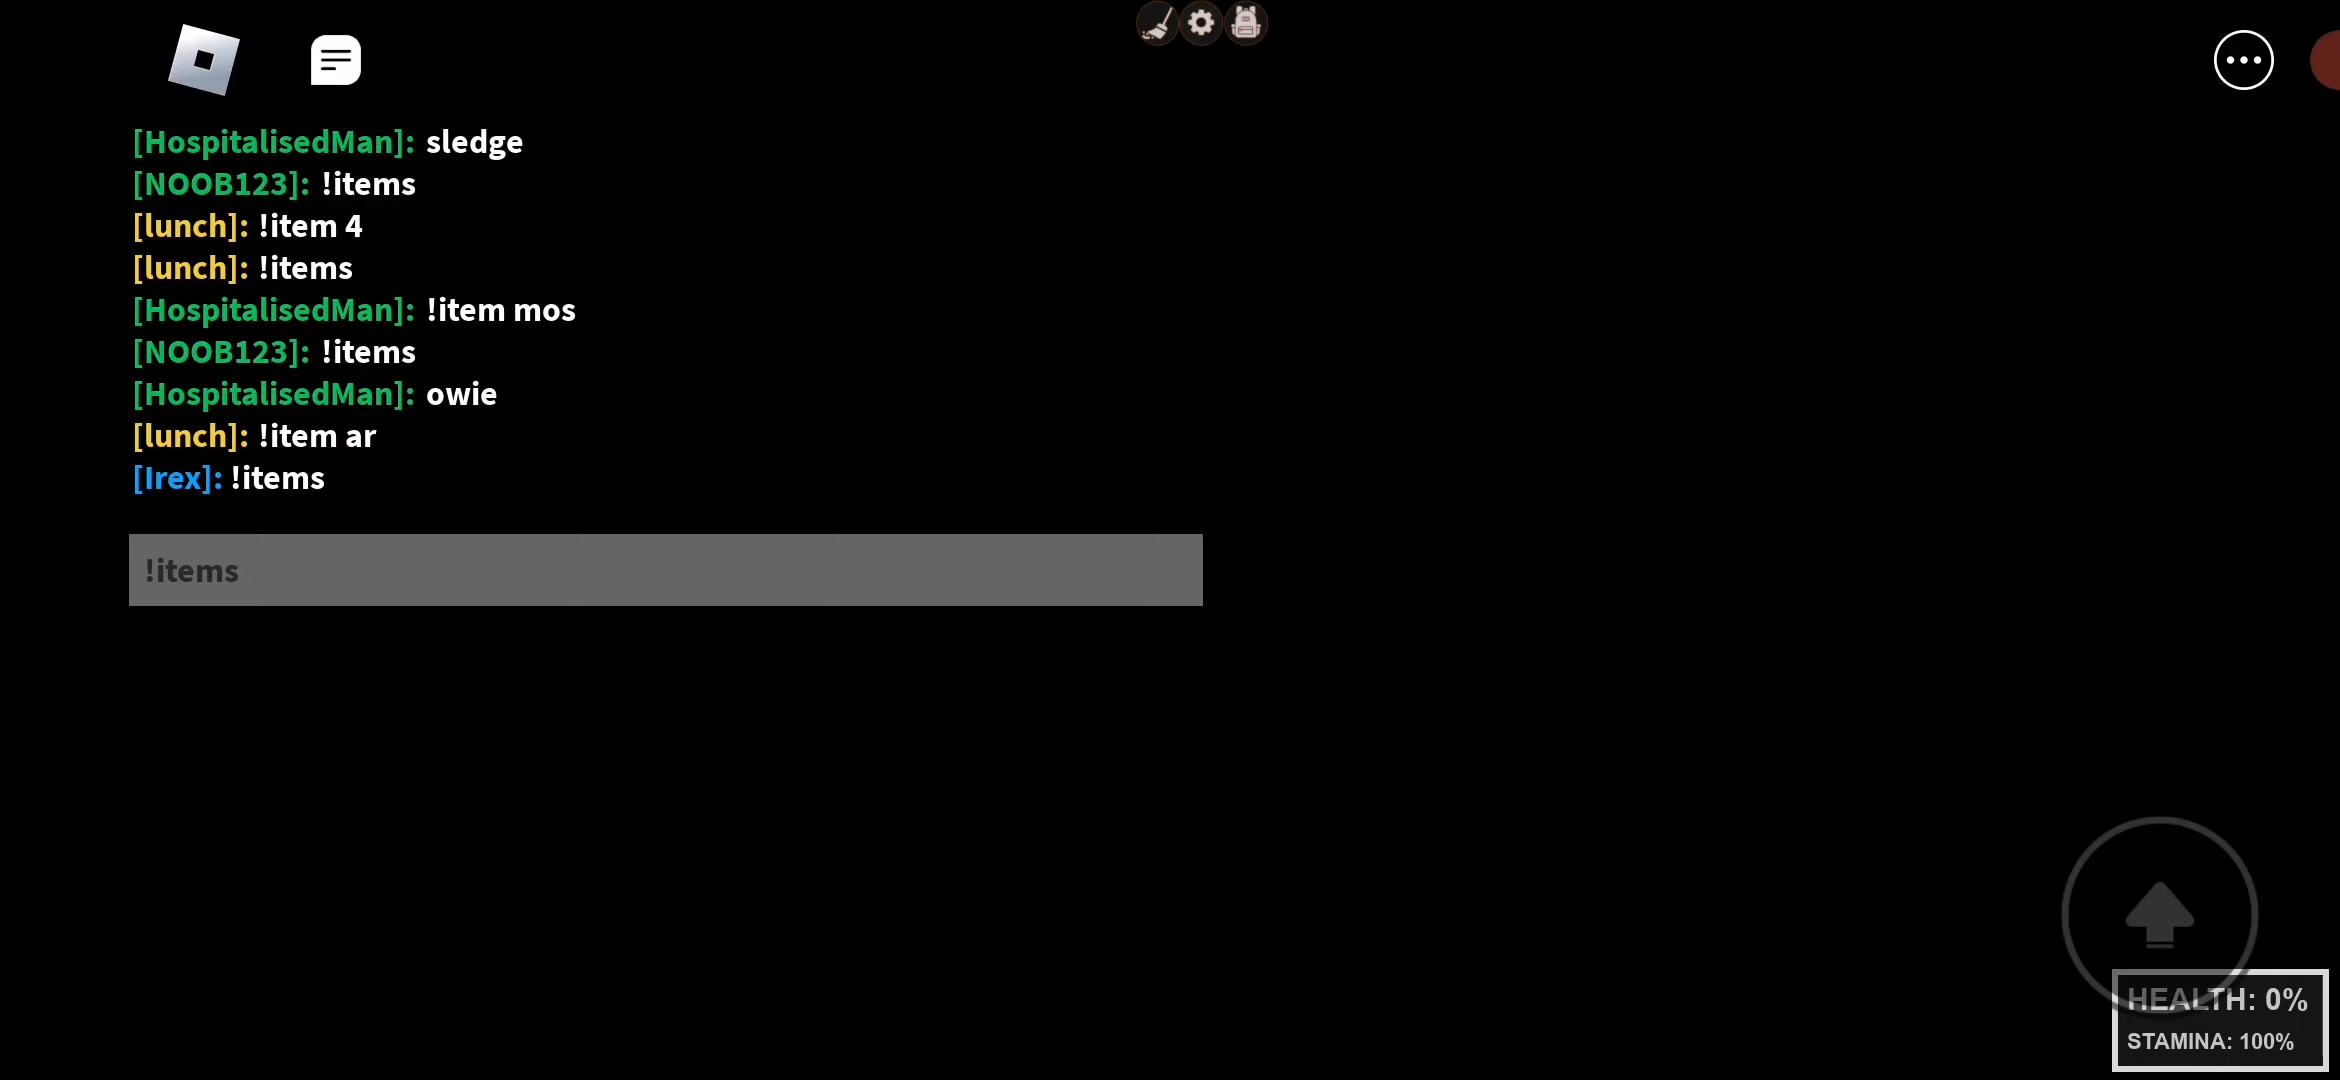 [HospitalisedMan]: sledge
[NOOB123]: !items
[lunch]: !item 4
[lunch]: !items
[HospitalisedMan]: !item mos
[NOOB123]: !items
[HospitalisedMan]: owie
[lunch]: !item ar
[Irex]: !items
!items
HEALTH: 0%
STAMINA: 100%